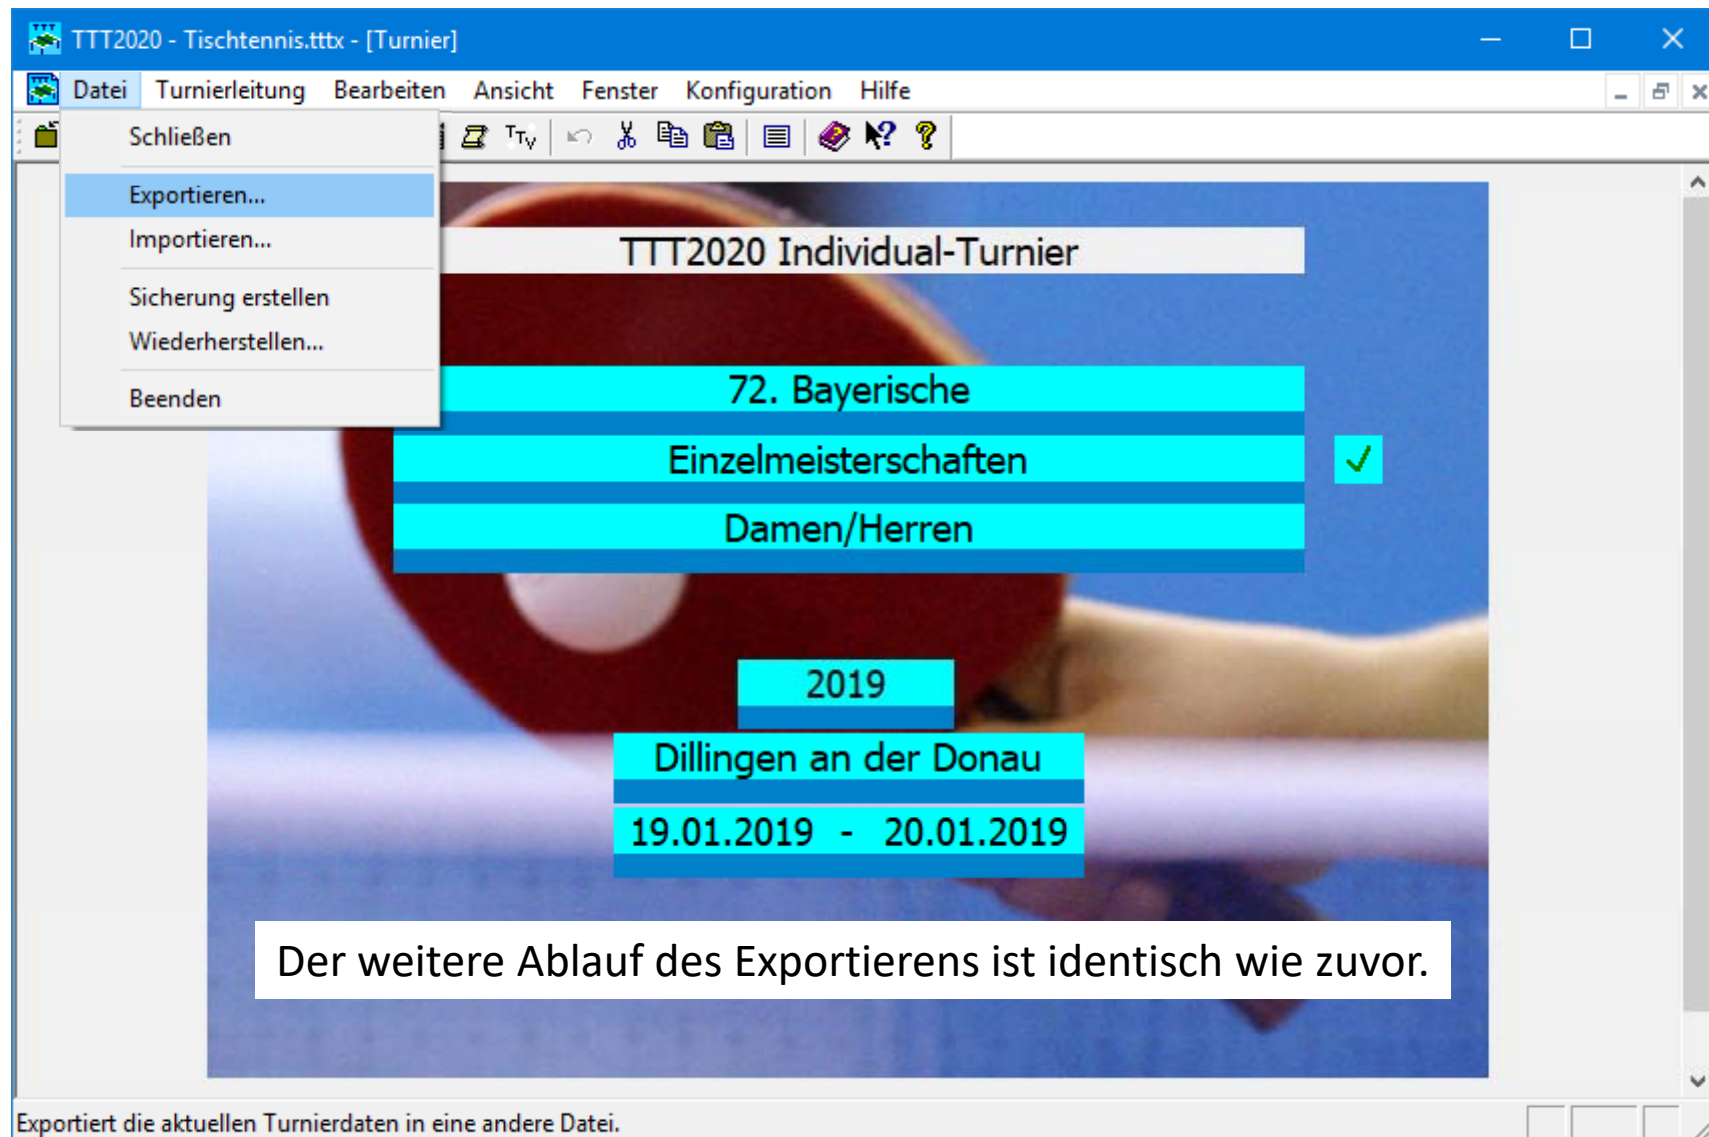 TTT2020 - Tischtennis.tttx - [Turnier]
Datei Turnierleitung Bearbeiten Ansicht Fenster Konfiguration Hilfe
TTV
Schließen
Exportieren...
Importieren...
Sicherung erstellen
Wiederherstellen...
Beenden
TTT2020 Individual-Turnier
72. Bayerische
Einzelmeisterschaften
Damen/Herren
2019
Dillingen an der Donau
19.01.2019 - 20.01.2019
Der weitere Ablauf des Exportierens ist identisch wie zuvor.
Exportiert die aktuellen Turnierdaten in eine andere Datei.